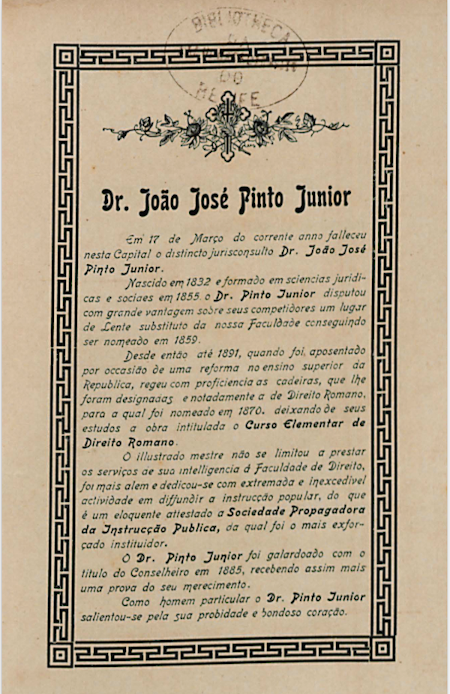 BIBLIOTHECA
DA
DO
RECIFE
Dr. João José Pinto Junior
Em 17 de Março do corrente anno falleceu
nesta Capital o distincto jurisconsulto Dr. João José
Pinto Junior.
Nascido em 1832 e formado em sciencias juridi-
cas e sociaes em 1855 o Dr. Pinto Junior disputou
com grande vantagem sobre seus competidores um lugar
de Lente substituto da nossa Faculdade conseguindo
ser nomeado em 1859.
Desde então até 1891, quando foi, aposentado
por occasião de uma reforma no ensino superior da
Republica, regeu com proficiencia as cadeiras, que lhe
foram designadas e notadamente a de Direito Romano,
para a qual foi nomeado em 1870. deixando de seus
estudos a obra intitulada o Curso Elementar de
Direito Romano.
O illustrado mestre não se limitou a prestar
os serviços de sua intelligencia á Faculdade de Direito,
foi mais alem e dedicou-se com extremada e inexcedivel
actividade em diffundir a instrucção popular, do que
é um eloquente attestado a Sociedade Propagadora
da Instrucção Publica, da qual foi o mais exfor-
çado instituidor.
O Dr. Pinto Junior foi galardoado com o
titulo do Conselheiro em 1885, recebendo assim mais
uma prova do seu merecimento.
Como homem particular o Dr. Pinto Junior
salientou-se pela sua probidade e bondoso coração.